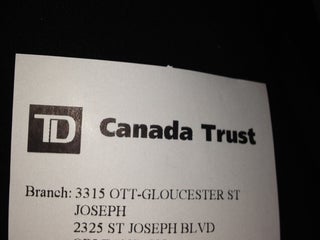 TD Canada Trust
Branch: 3315 OTT-GLOUCESTER ST
JOSEPH
2325 ST JOSEPH BLVD